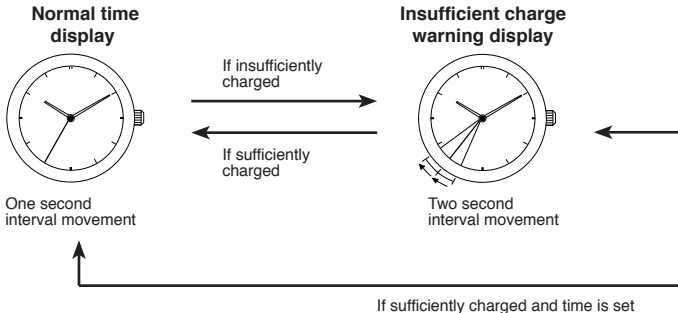 Normal time
display
Insufficient charge
warning display
If insufficiently
charged
If sufficiently
charged
One second
interval movement
Two second
interval movement
If sufficiently charged and time is set